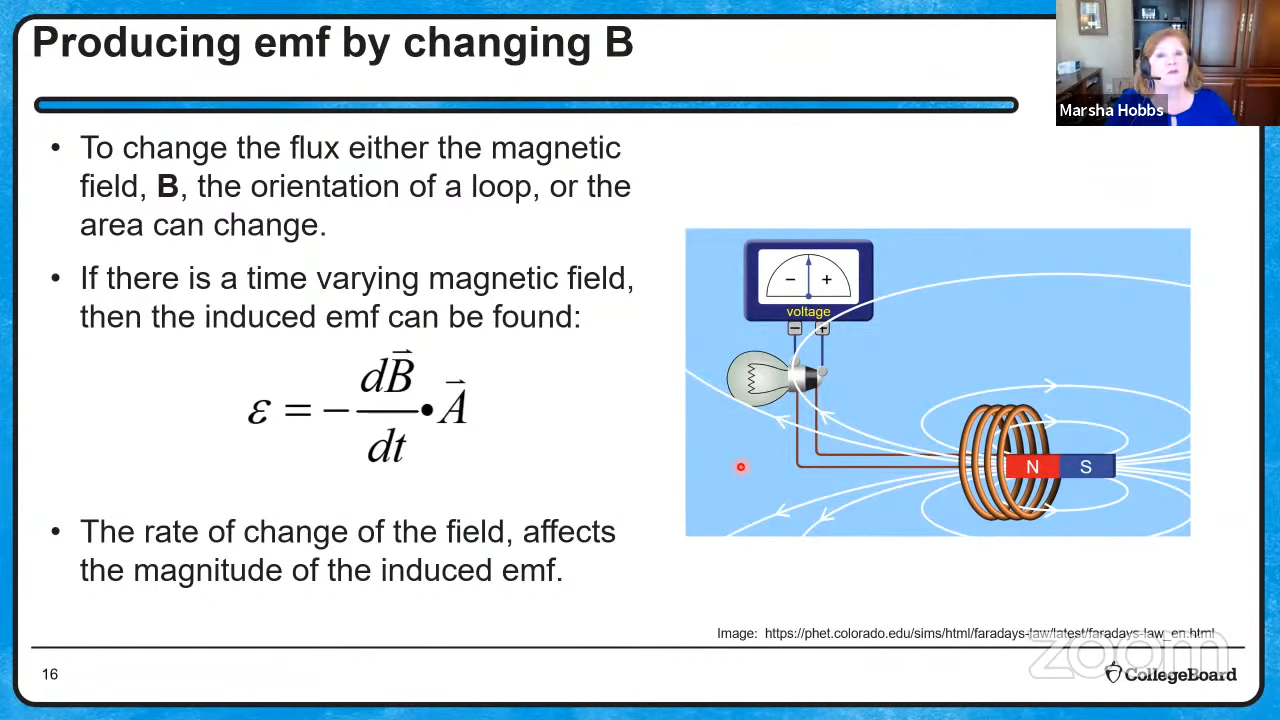 Producing emf by changing B
Marsha Hobbs
• To change the flux either the magnetic
field, B, the orientation of a loop, or the
area can change.
• If there is a time varying magnetic field,
then the induced emf can be found:
ε = − dB⃗/dt • A⃗
• The rate of change of the field, affects
the magnitude of the induced emf.
− +
voltage
− +
N S
Image: https://phet.colorado.edu/sims/html/faradays-law/latest/faradays-law_en.html
zoom
16
CollegeBoard